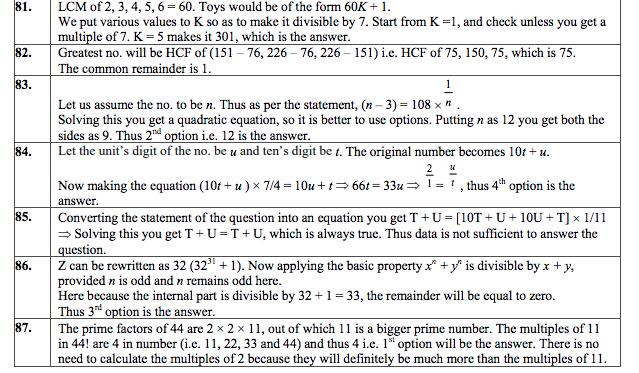 81. LCM of 2, 3, 4, 5, 6 = 60. Toys would be of the form 60K + 1.
We put various values to K so as to make it divisible by 7. Start from K =1, and check unless you get a
multiple of 7. K = 5 makes it 301, which is the answer.
82. Greatest no. will be HCF of (151 – 76, 226 – 76, 226 – 151) i.e. HCF of 75, 150, 75, which is 75.
The common remainder is 1.
83. Let us assume the no. to be n. Thus as per the statement, (n – 3) = 108 × 1/n .
Solving this you get a quadratic equation, so it is better to use options. Putting n as 12 you get both the
sides as 9. Thus 2nd option i.e. 12 is the answer.
84. Let the unit's digit of the no. be u and ten's digit be t. The original number becomes 10t + u.
Now making the equation (10t + u ) × 7/4 = 10u + t ⇒ 66t = 33u ⇒ 2/1 = u/t , thus 4th option is the
answer.
85. Converting the statement of the question into an equation you get T + U = [10T + U + 10U + T] × 1/11
⇒ Solving this you get T + U = T + U, which is always true. Thus data is not sufficient to answer the
question.
86. Z can be rewritten as 32 (32^31 + 1). Now applying the basic property x^n + y^n is divisible by x + y,
provided n is odd and n remains odd here.
Here because the internal part is divisible by 32 + 1 = 33, the remainder will be equal to zero.
Thus 3rd option is the answer.
87. The prime factors of 44 are 2 × 2 × 11, out of which 11 is a bigger prime number. The multiples of 11
in 44! are 4 in number (i.e. 11, 22, 33 and 44) and thus 4 i.e. 1st option will be the answer. There is no
need to calculate the multiples of 2 because they will definitely be much more than the multiples of 11.